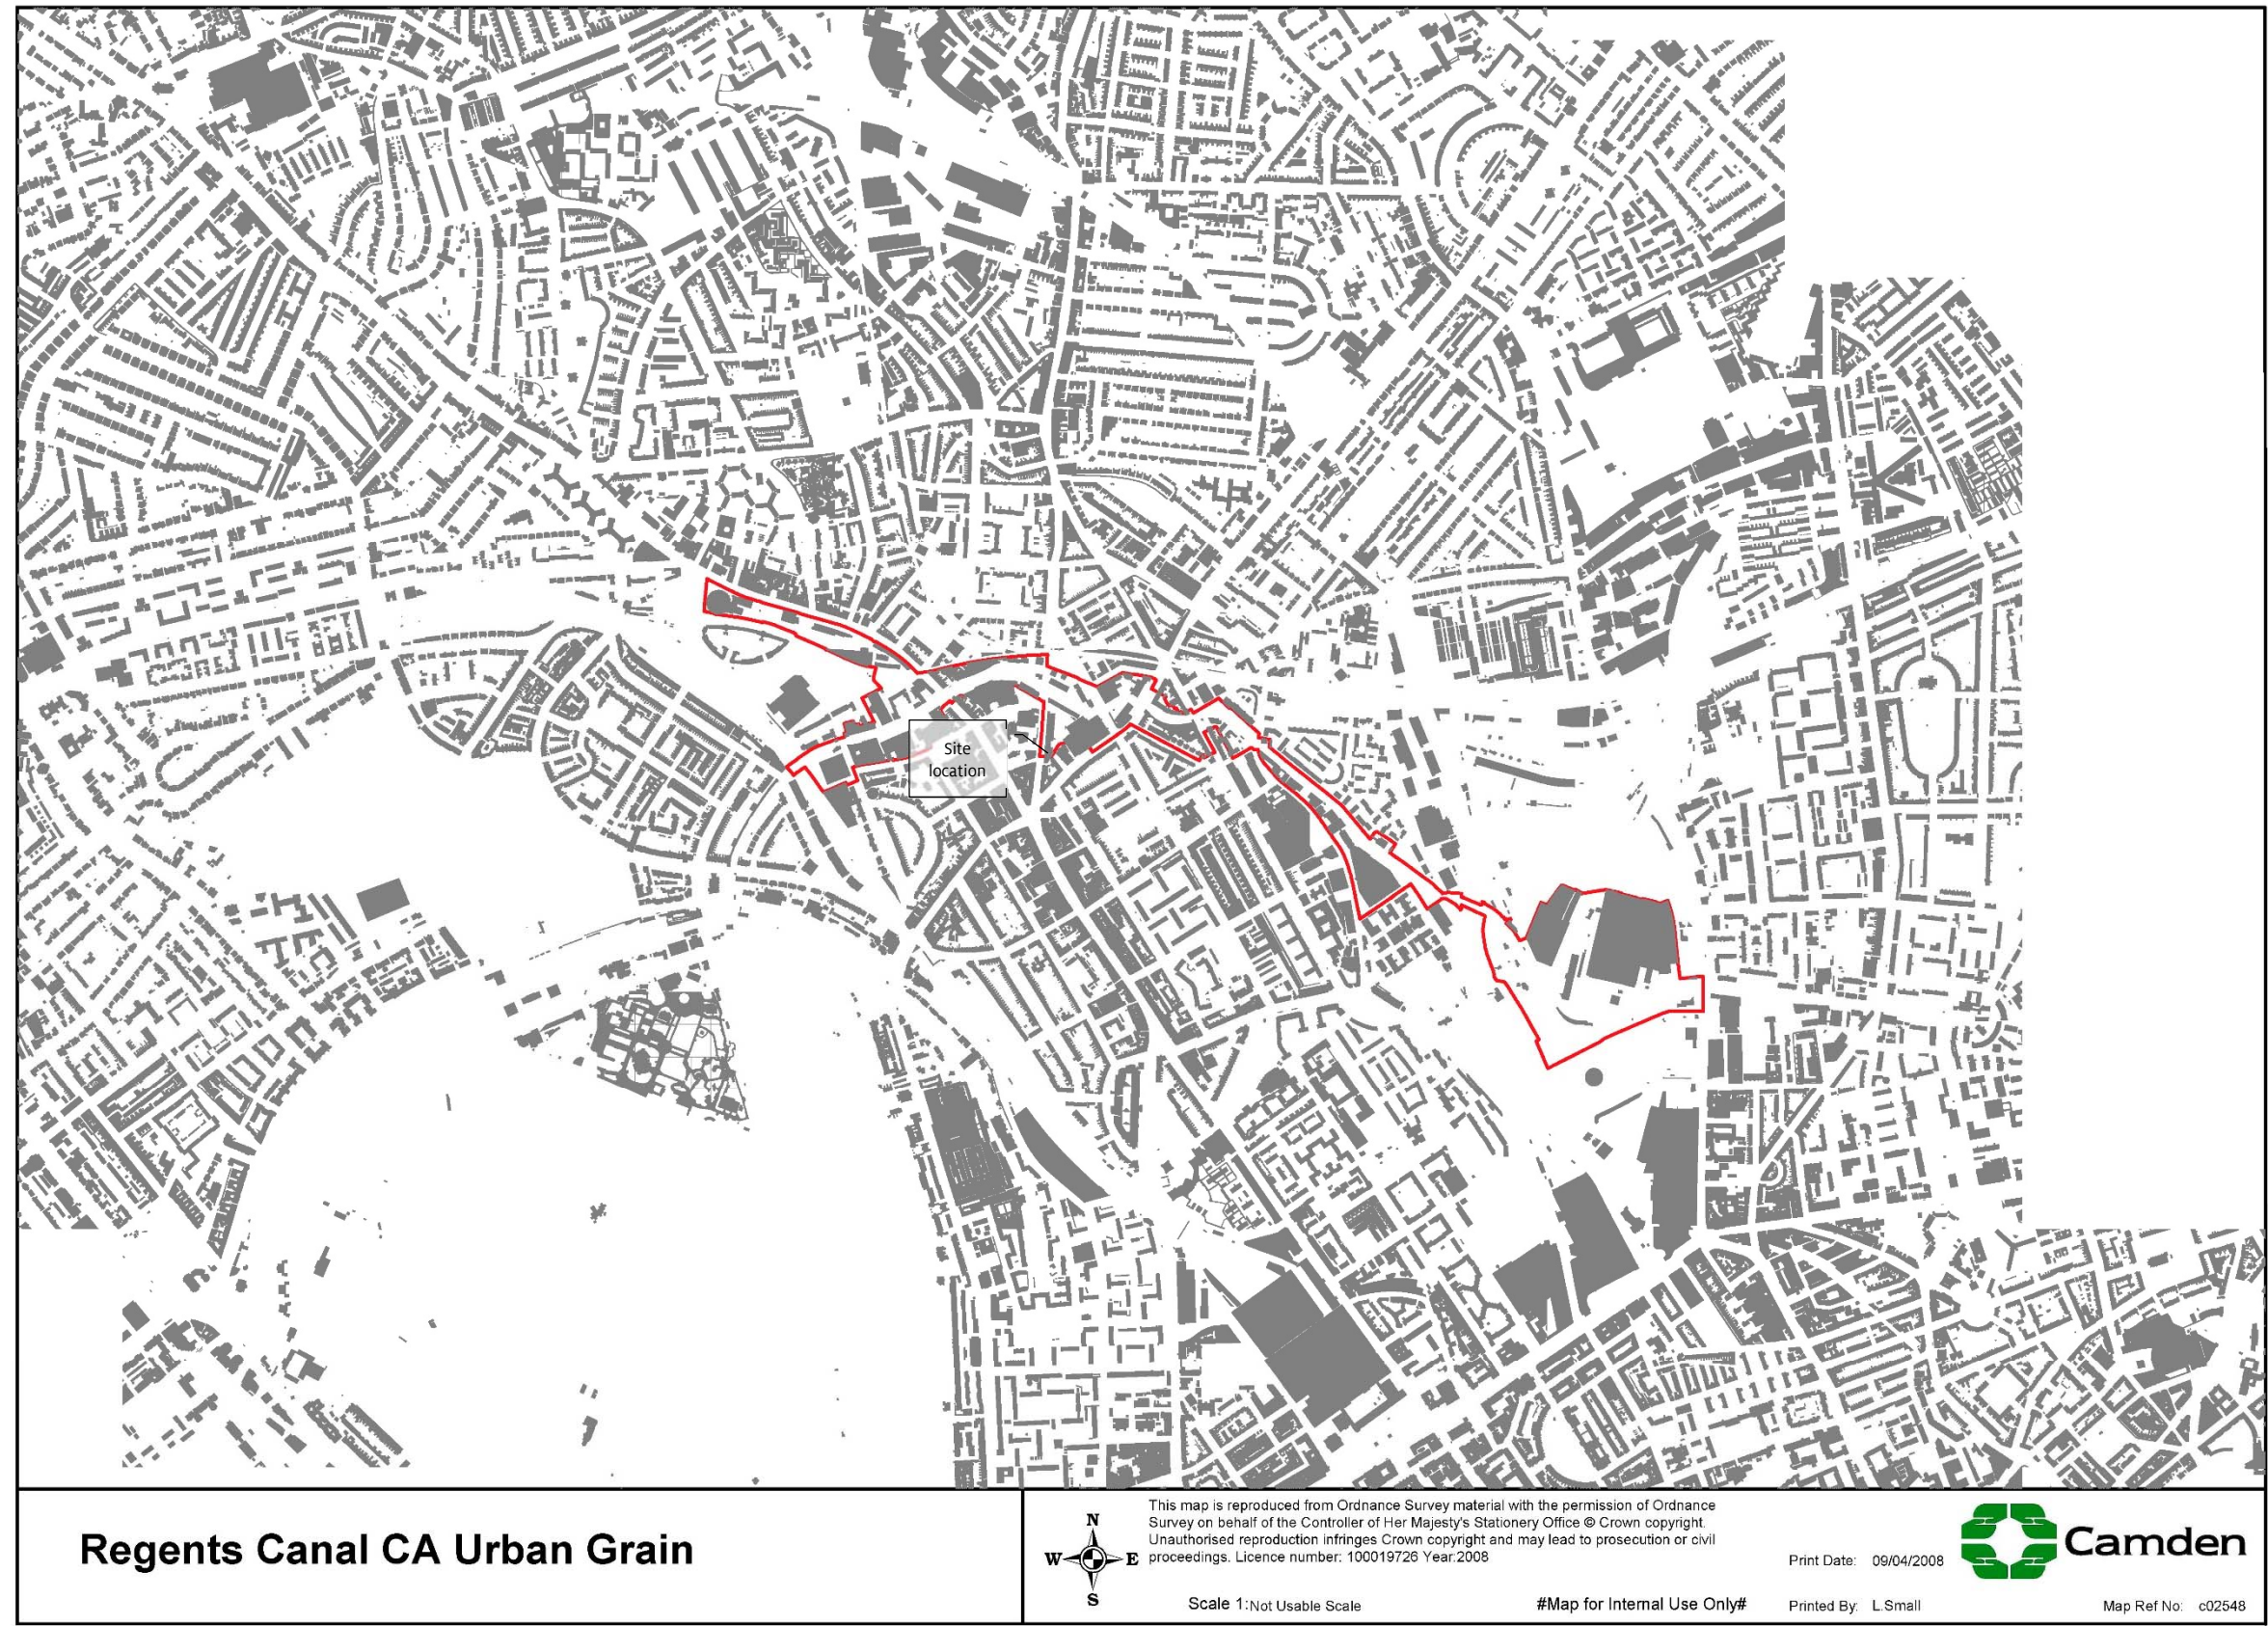 Site
location
Regents Canal CA Urban Grain
N
W
E
S
This map is reproduced from Ordnance Survey material with the permission of Ordnance
Survey on behalf of the Controller of Her Majesty's Stationery Office © Crown copyright.
Unauthorised reproduction infringes Crown copyright and may lead to prosecution or civil
proceedings. Licence number: 100019726 Year:2008
Scale 1:Not Usable Scale
#Map for Internal Use Only#
Print Date: 09/04/2008
Printed By: L.Small
Camden
Map Ref No: c02548